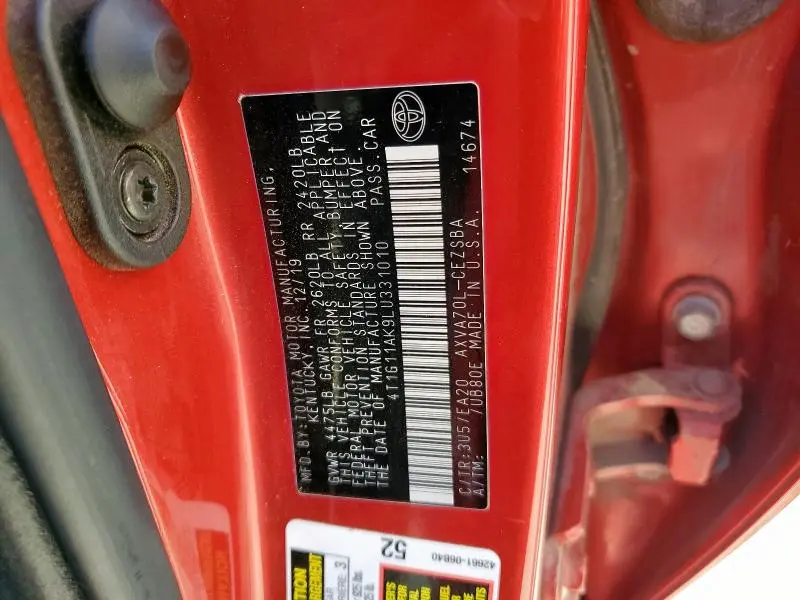 MFD. BY: TOYOTA MOTOR MANUFACTURING,
KENTUCKY, INC. 12/19
GVWR 4475LB GAWR FR 2620LB RR 2420LB
THIS VEHICLE CONFORMS TO ALL APPLICABLE
FEDERAL MOTOR VEHICLE SAFETY, BUMPER, AND
THEFT PREVENTION STANDARDS IN EFFECT ON
THE DATE OF MANUFACTURE SHOWN ABOVE.
4T1G11AK9LU331010 PASS.CAR
C/TR:3U5/EA20 AXVA70L-CEZSBA
A/TM: /UB80E MADE IN U.S.A. 14674
52
42661-06B40
3